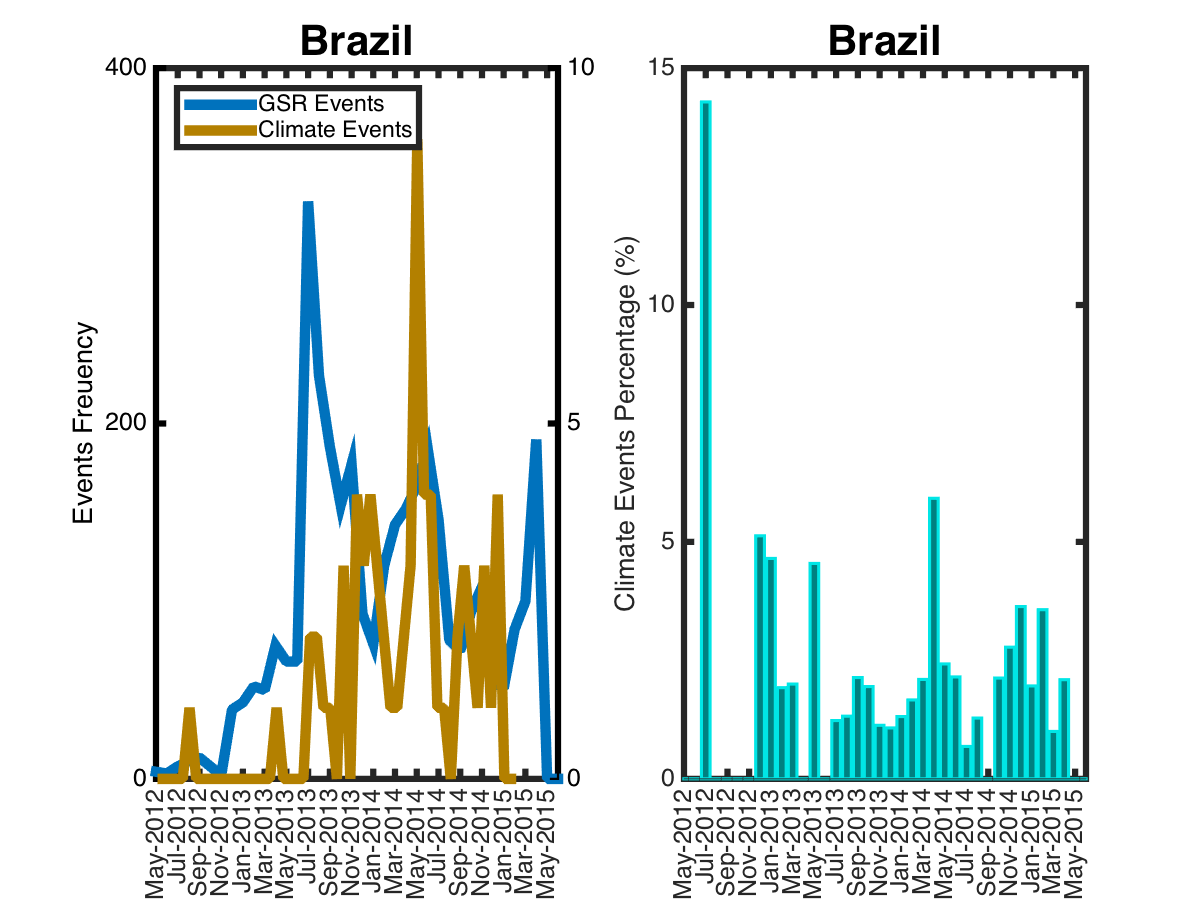 Brazil
400
200
0
10
5
0
GSR Events
Climate Events
Events Freuency
May-2012
Jul-2012
Sep-2012
Nov-2012
Jan-2013
Mar-2013
May-2013
Jul-2013
Sep-2013
Nov-2013
Jan-2014
Mar-2014
May-2014
Jul-2014
Sep-2014
Nov-2014
Jan-2015
Mar-2015
May-2015
Brazil
15
10
5
0
Climate Events Percentage (%)
May-2012
Jul-2012
Sep-2012
Nov-2012
Jan-2013
Mar-2013
May-2013
Jul-2013
Sep-2013
Nov-2013
Jan-2014
Mar-2014
May-2014
Jul-2014
Sep-2014
Nov-2014
Jan-2015
Mar-2015
May-2015